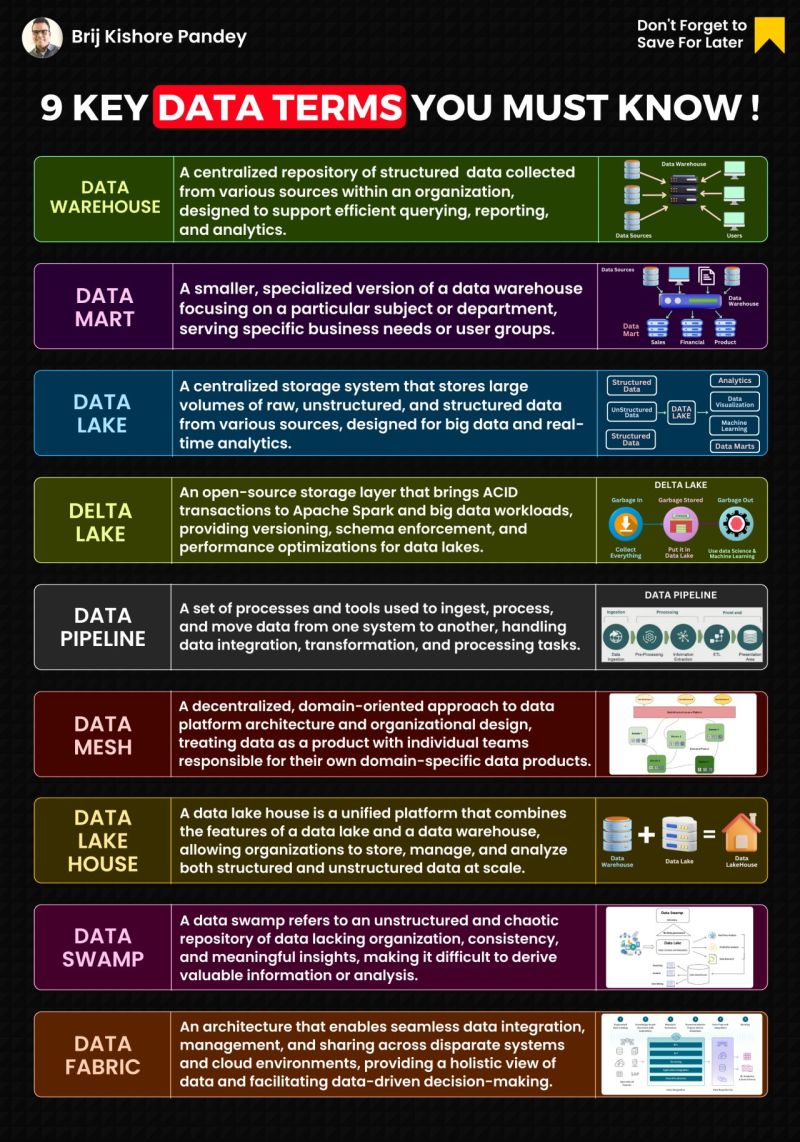 Brij Kishore Pandey
Don't Forget to
Save For Later
9 KEY DATA TERMS YOU MUST KNOW !
DATA
WAREHOUSE
A centralized repository of structured data collected
from various sources within an organization,
designed to support efficient querying, reporting,
and analytics.
Data Warehouse
Data Sources
Users
DATA
MART
A smaller, specialized version of a data warehouse
focusing on a particular subject or department,
serving specific business needs or user groups.
Data Sources
Data
Warehouse
Data
Mart
Sales
Financial
Product
DATA
LAKE
A centralized storage system that stores large
volumes of raw, unstructured, and structured data
from various sources, designed for big data and real-
time analytics.
Structured
Data
UnStructured
Data
Structured
Data
DATA
LAKE
Analytics
Data
Visualization
Machine
Learning
Data Marts
DELTA
LAKE
An open-source storage layer that brings ACID
transactions to Apache Spark and big data workloads,
providing versioning, schema enforcement, and
performance optimizations for data lakes.
DELTA LAKE
Garbage In
Garbage Stored
Garbage Out
Collect
Everything
Put it in
Data Lake
Use data Science &
Machine Learning
DATA
PIPELINE
A set of processes and tools used to ingest, process,
and move data from one system to another, handling
data integration, transformation, and processing tasks.
DATA PIPELINE
Ingestion
Processing
Data
Ingestion
Pre-Processing
Information
Extraction
ETL
Presentation
Area
DATA
MESH
A decentralized, domain-oriented approach to data
platform architecture and organizational design,
treating data as a product with individual teams
responsible for their own domain-specific data products.
DATA
LAKE
HOUSE
A data lake house is a unified platform that combines
the features of a data lake and a data warehouse,
allowing organizations to store, manage, and analyze
both structured and unstructured data at scale.
Data
Warehouse
+
Data Lake
=
Data
LakeHouse
DATA
SWAMP
A data swamp refers to an unstructured and chaotic
repository of data lacking organization, consistency,
and meaningful insights, making it difficult to derive
valuable information or analysis.
Data Swamp
Data Lake
DATA
FABRIC
An architecture that enables seamless data integration,
management, and sharing across disparate systems
and cloud environments, providing a holistic view of
data and facilitating data-driven decision-making.